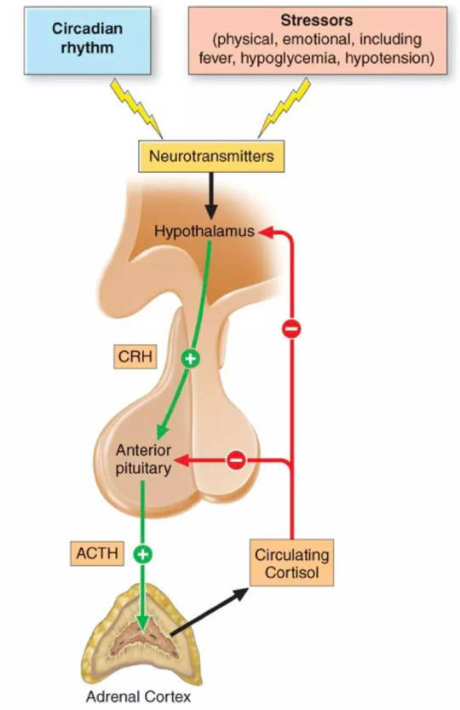 Circadian
rhythm
Stressors
(physical, emotional, including
fever, hypoglycemia, hypotension)
Neurotransmitters
Hypothalamus
−
CRH
+
Anterior
pituitary
−
ACTH
+
Circulating
Cortisol
Adrenal Cortex